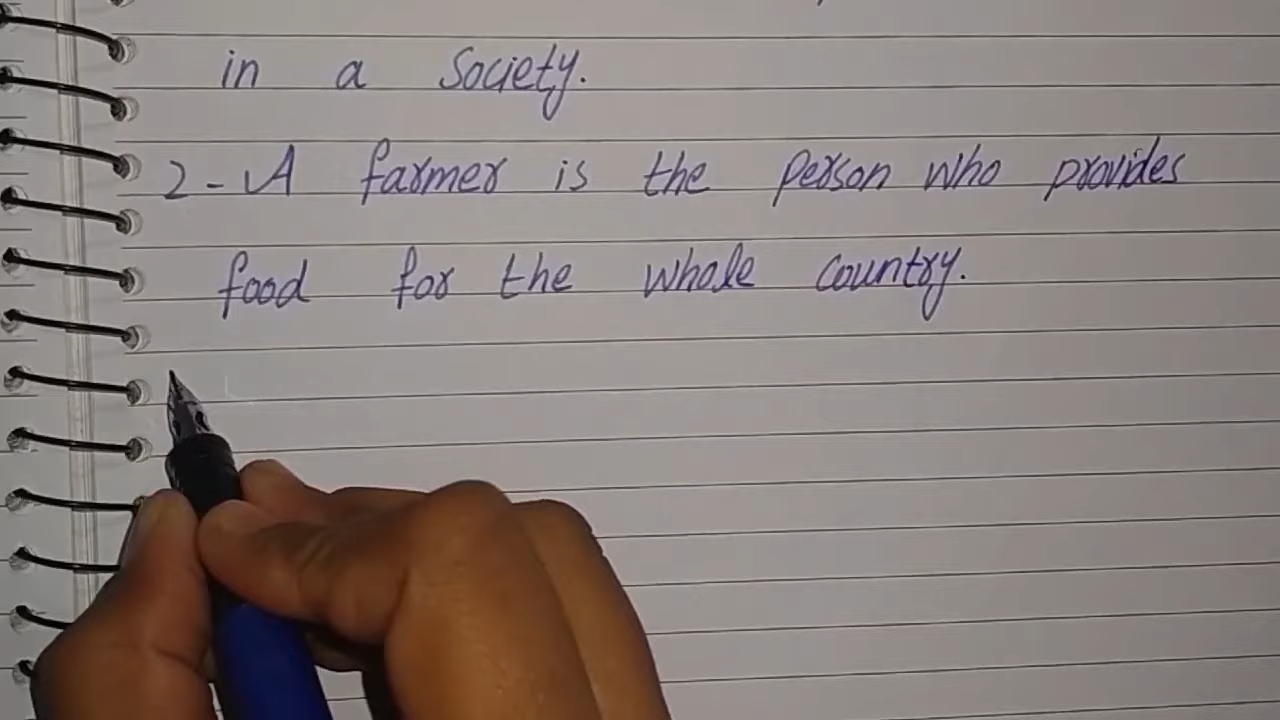 in a Society.
2-A farmer is the person who provides
food for the whole country.